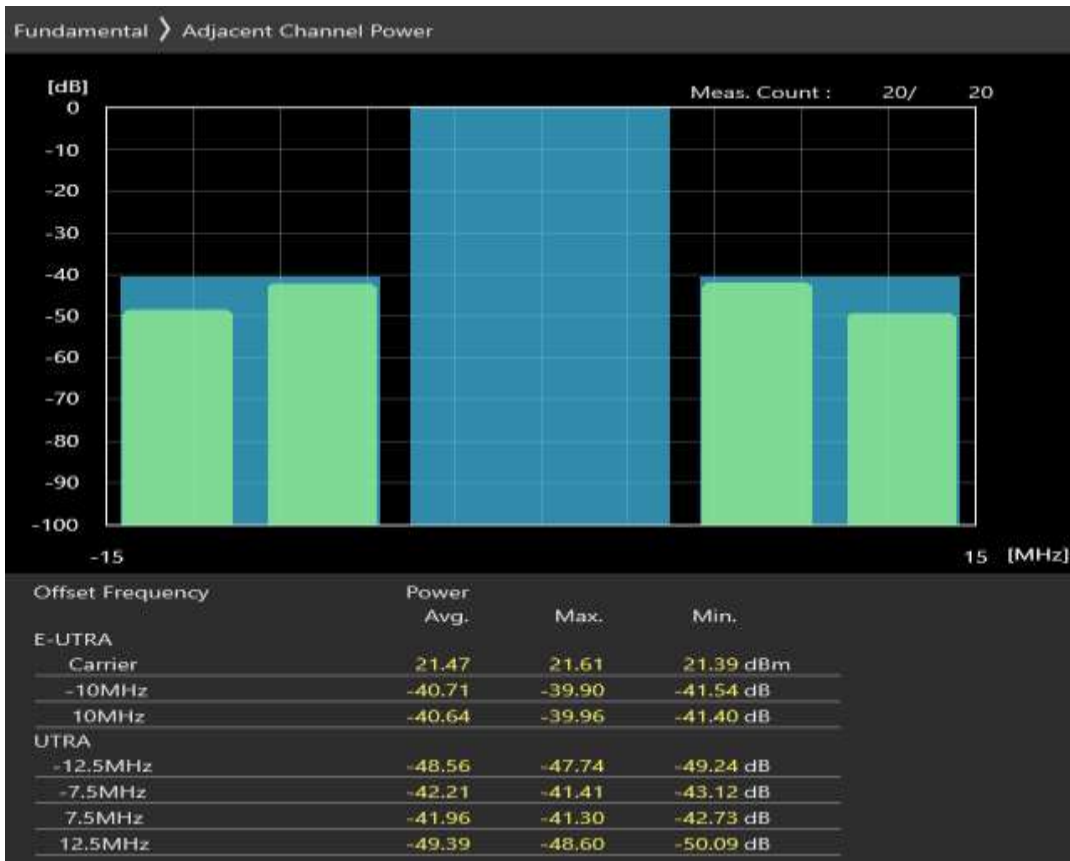 Fundamental ❭ Adjacent Channel Power
[dB]
Meas. Count : 20/ 20
0
-10
-20
-30
-40
-50
-60
-70
-80
-90
-100
-15 15 [MHz]
Offset Frequency Power
Avg. Max. Min.
E-UTRA
Carrier 21.47 21.61 21.39 dBm
-10MHz -40.71 -39.90 -41.54 dB
10MHz -40.64 -39.96 -41.40 dB
UTRA
-12.5MHz -48.56 -47.74 -49.24 dB
-7.5MHz -42.21 -41.41 -43.12 dB
7.5MHz -41.96 -41.30 -42.73 dB
12.5MHz -49.39 -48.60 -50.09 dB